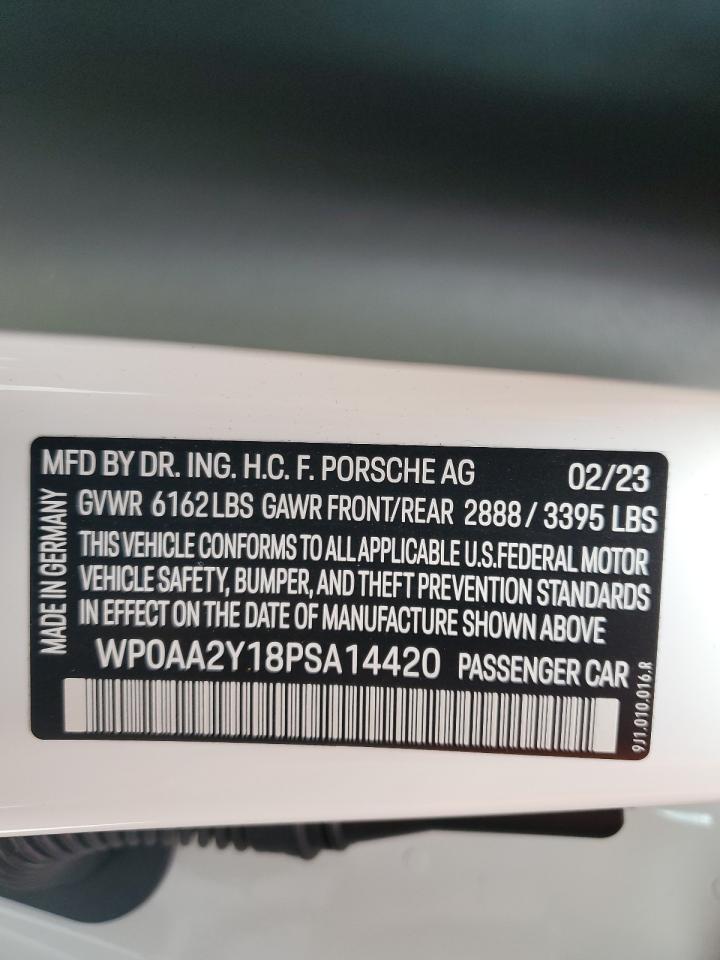 MFD BY DR. ING. H.C. F. PORSCHE AG 02/23
GVWR 6162LBS GAWR FRONT/REAR 2888 / 3395 LBS
THIS VEHICLE CONFORMS TO ALL APPLICABLE U.S.FEDERAL MOTOR
VEHICLE SAFETY, BUMPER, AND THEFT PREVENTION STANDARDS
IN EFFECT ON THE DATE OF MANUFACTURE SHOWN ABOVE
WP0AA2Y18PSA14420 PASSENGER CAR
MADE IN GERMANY
9J1.010.016.R